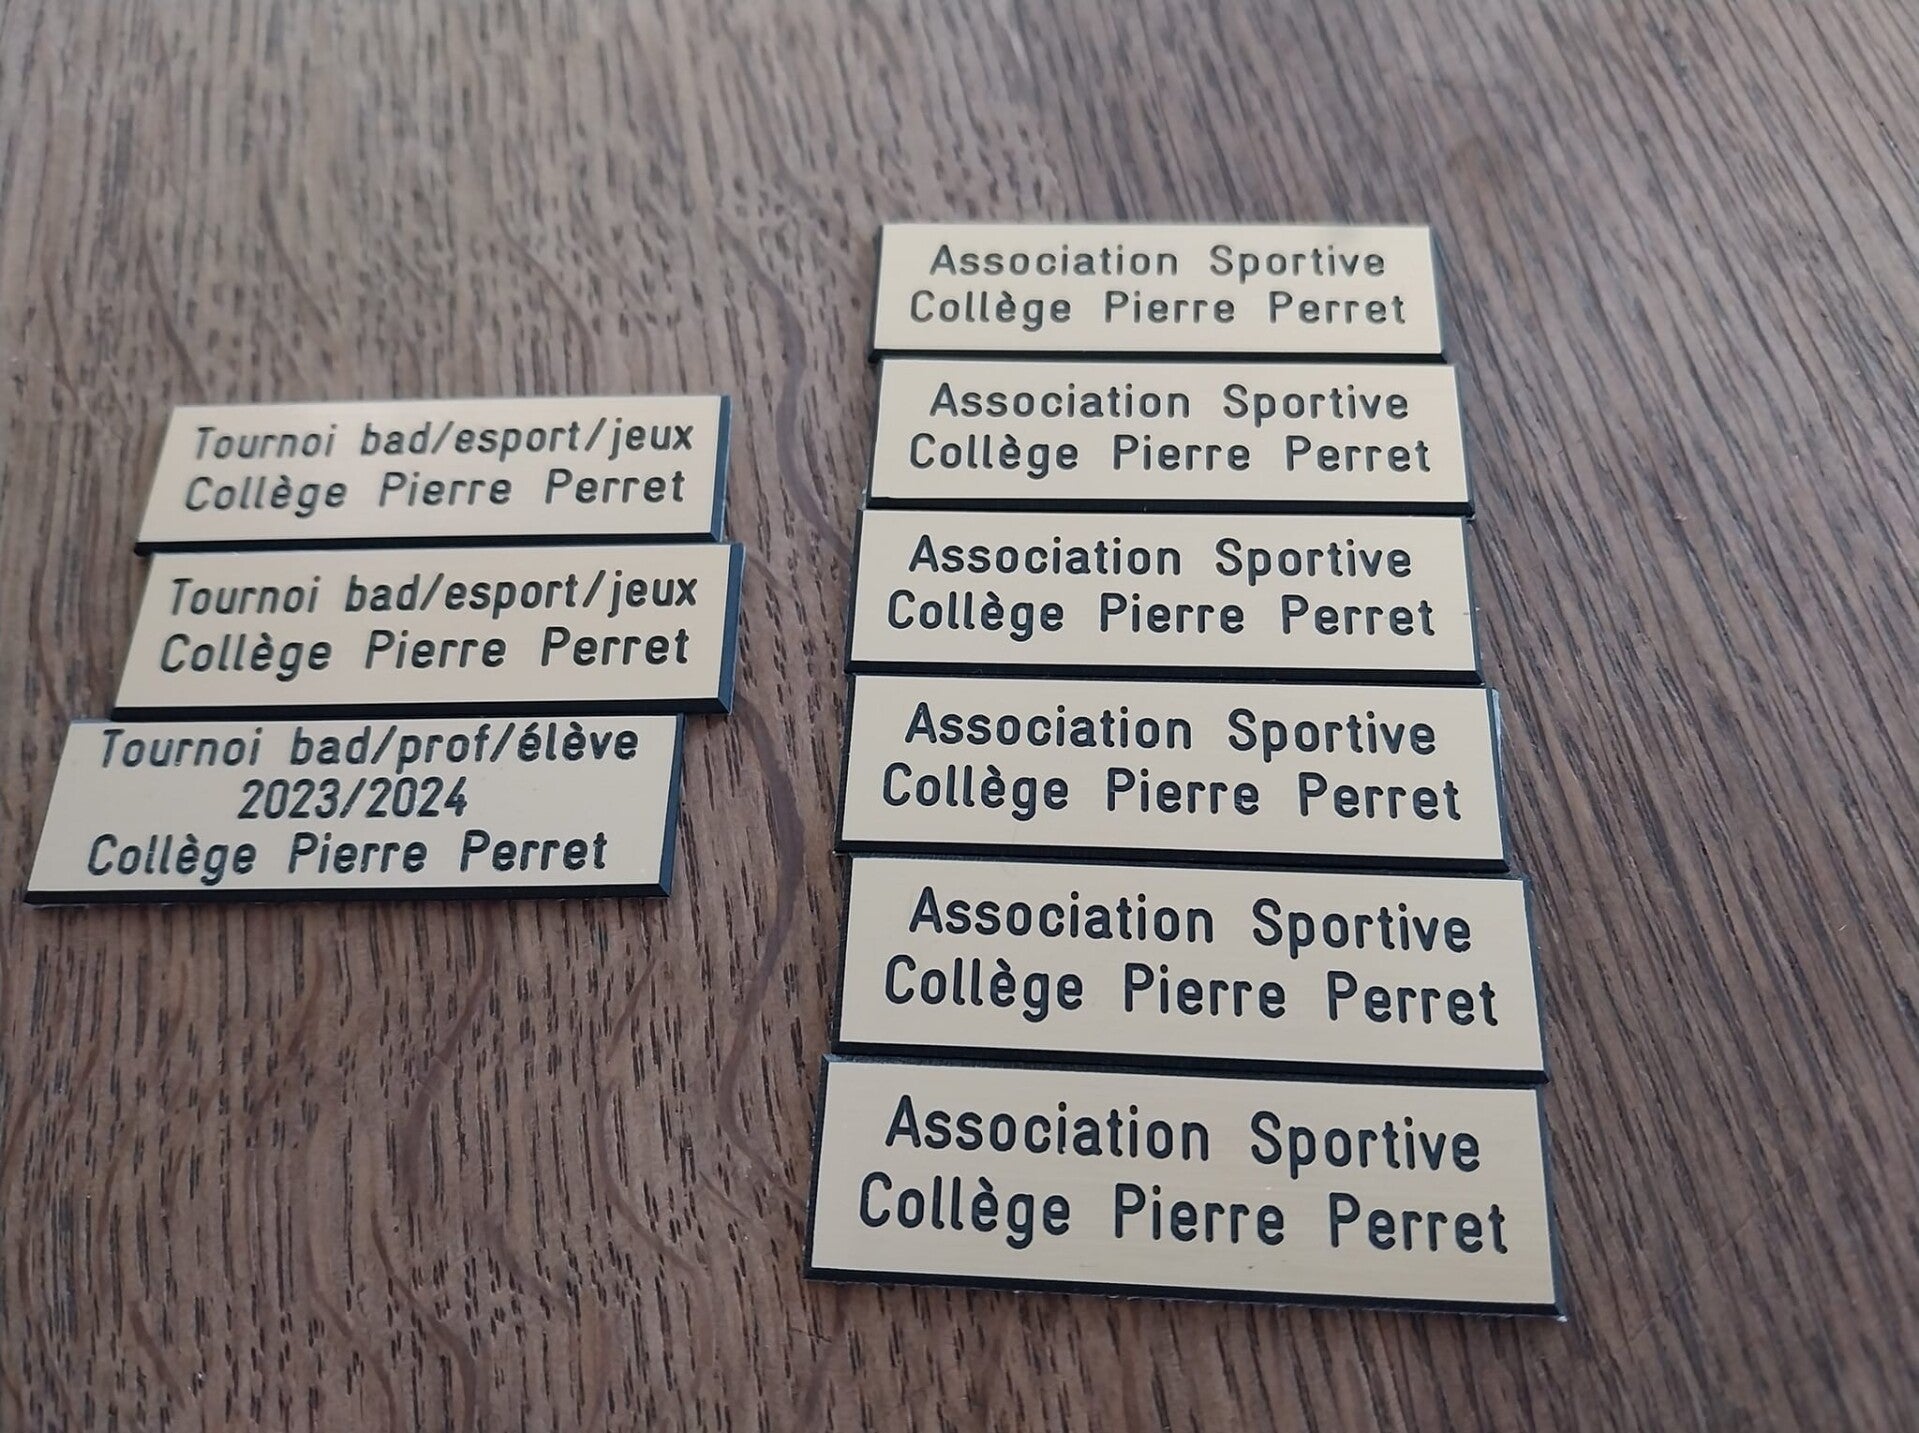 Tournoi bad/esport/jeux
Collège Pierre Perret
Tournoi bad/esport/jeux
Collège Pierre Perret
Tournoi bad/prof/élève
2023/2024
Collège Pierre Perret
Association Sportive
Collège Pierre Perret
Association Sportive
Collège Pierre Perret
Association Sportive
Collège Pierre Perret
Association Sportive
Collège Pierre Perret
Association Sportive
Collège Pierre Perret
Association Sportive
Collège Pierre Perret